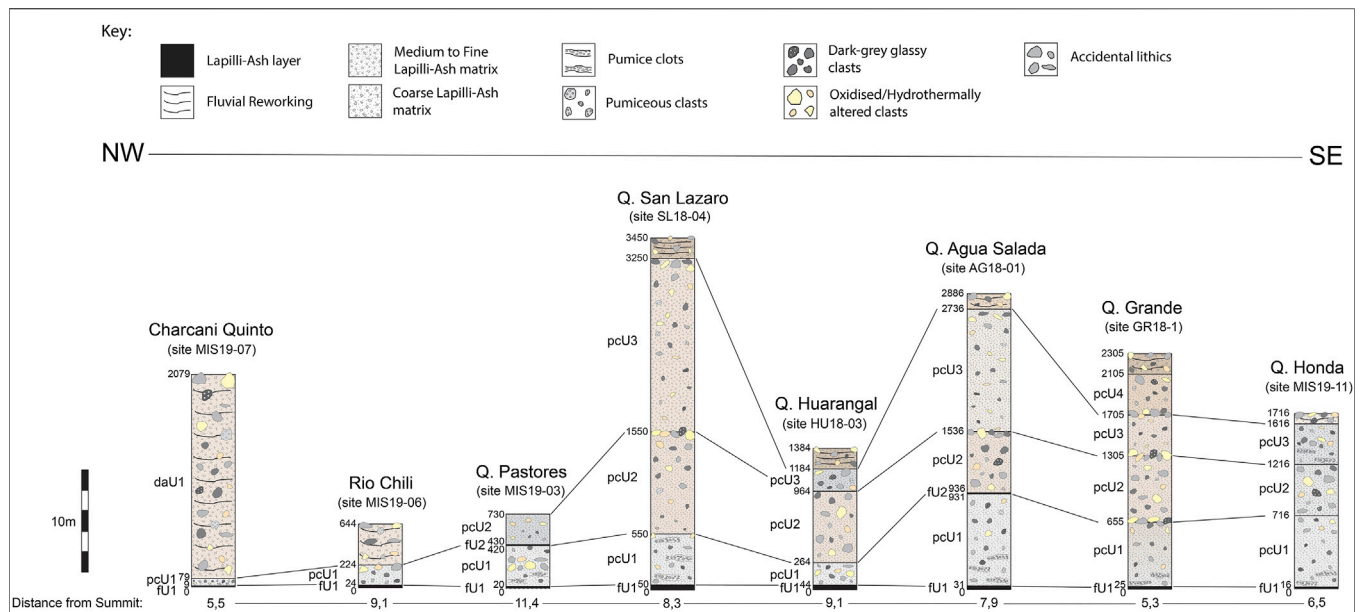 Key:
Lapilli-Ash layer
Fluvial Reworking
Medium to Fine
Lapilli-Ash matrix
Coarse Lapilli-Ash
matrix
Pumice clots
Pumiceous clasts
Dark-grey glassy
clasts
Oxidised/Hydrothermally
altered clasts
Accidental lithics
NW
SE
10m
Charcani Quinto
(site MIS19-07)
2079
daU1
pcU1 79
9
fU1 0
Rio Chili
(site MIS19-06)
644
224
pcU1
24
fU1 0
Q. Pastores
(site MIS19-03)
730
pcU2
430
fU2
420
pcU1
20
fU1 0
Q. San Lazaro
(site SL18-04)
3450
3250
pcU3
1550
pcU2
550
pcU1
50
fU1 0
Q. Huarangal
(site HU18-03)
1384
1184
pcU3
964
pcU2
264
pcU1
44
fU1 0
Q. Agua Salada
(site AG18-01)
2886
2736
pcU3
1536
pcU2
936
fU2
931
pcU1
31
fU1 0
Q. Grande
(site GR18-1)
2305
2105
pcU4
1705
pcU3
1305
pcU2
655
pcU1
25
fU1 0
Q. Honda
(site MIS19-11)
1716
1616
pcU3
1216
pcU2
716
pcU1
16
fU1 0
Distance from Summit: 5,5 9,1 11,4 8,3 9,1 7,9 5,3 6,5